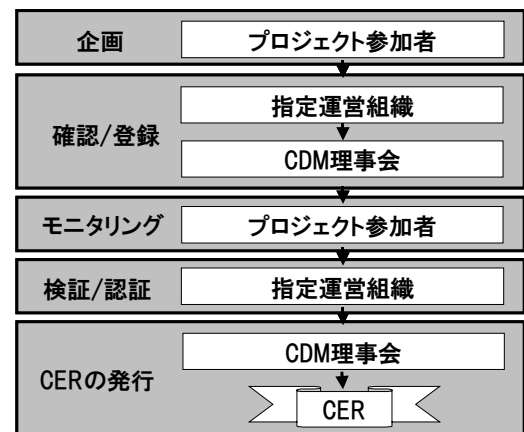 企画
プロジェクト参加者
確認/登録
指定運営組織
CDM理事会
モニタリング
プロジェクト参加者
検証/認証
指定運営組織
CERの発行
CDM理事会
CER